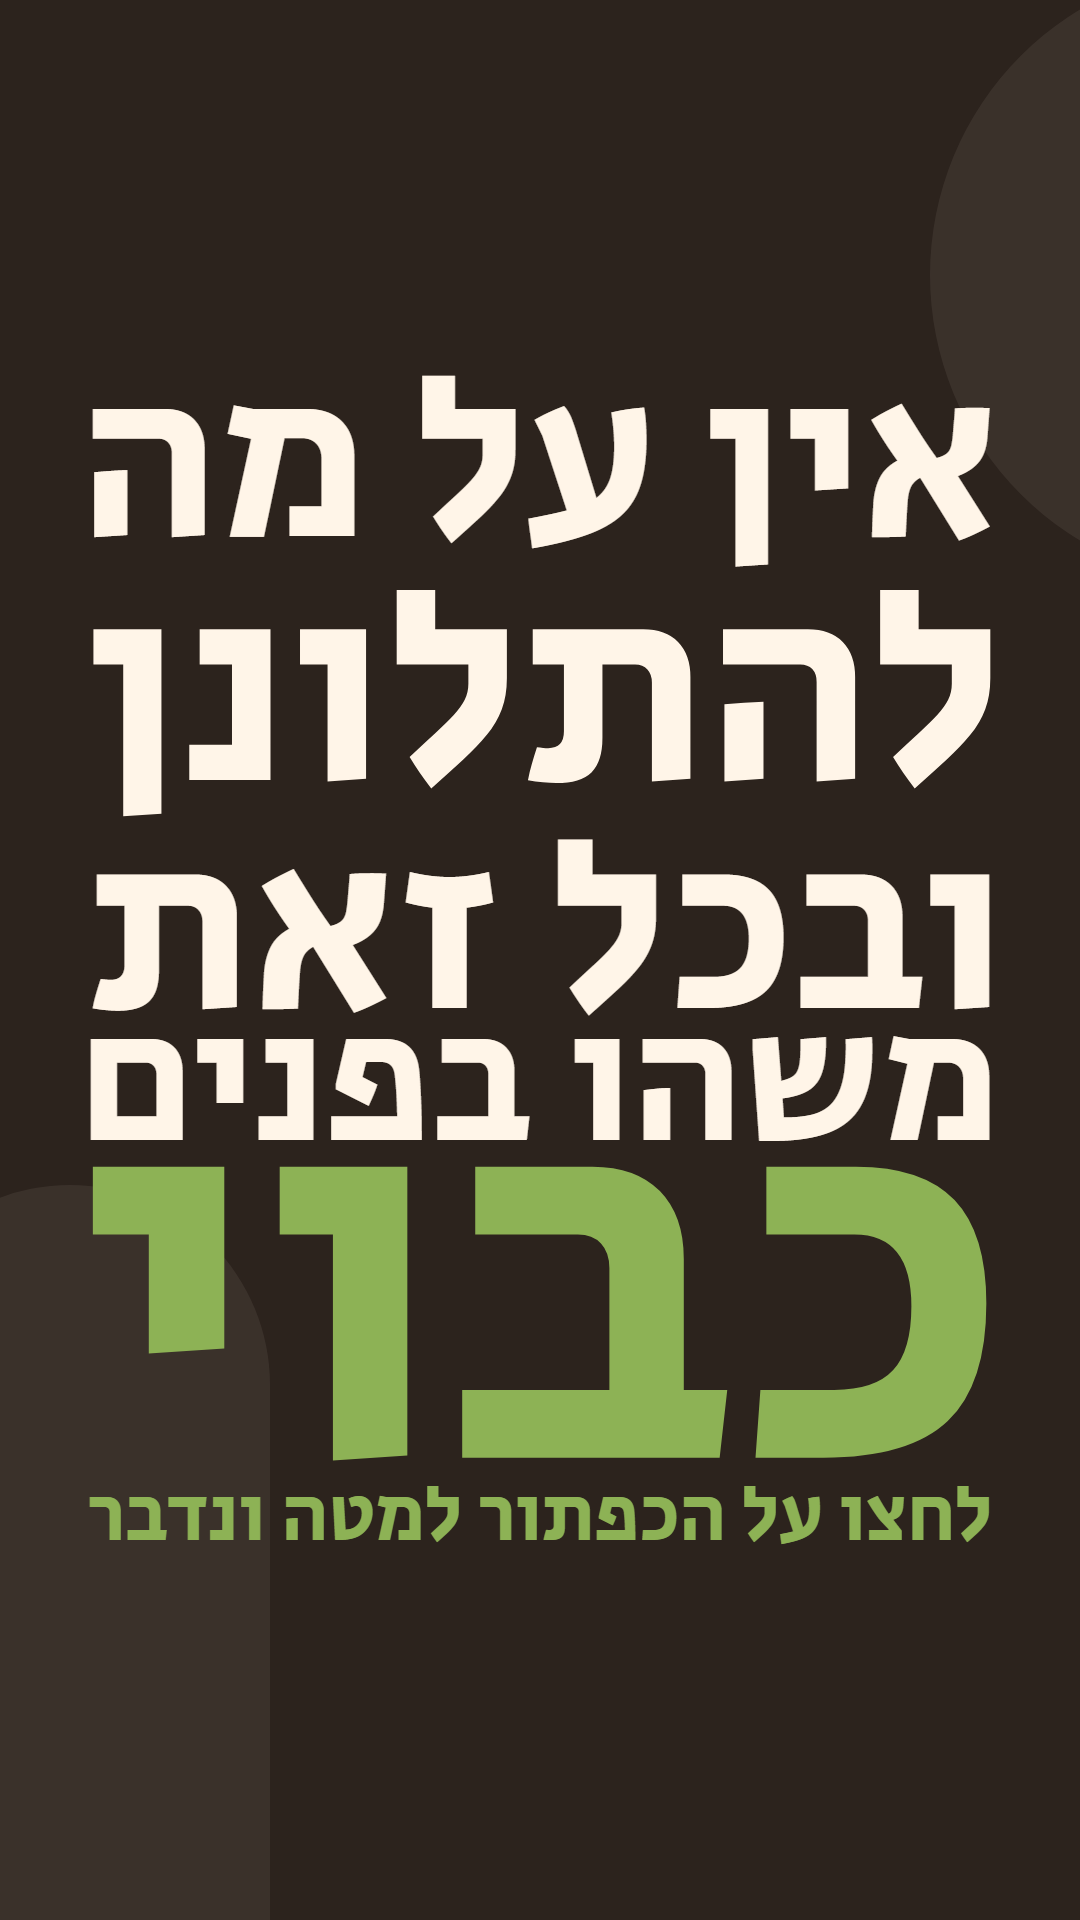 אין על מה
להתלונן
ובכל זאת
משהו בפנים
כבוי
לחצו על הכפתור למטה ונדבר